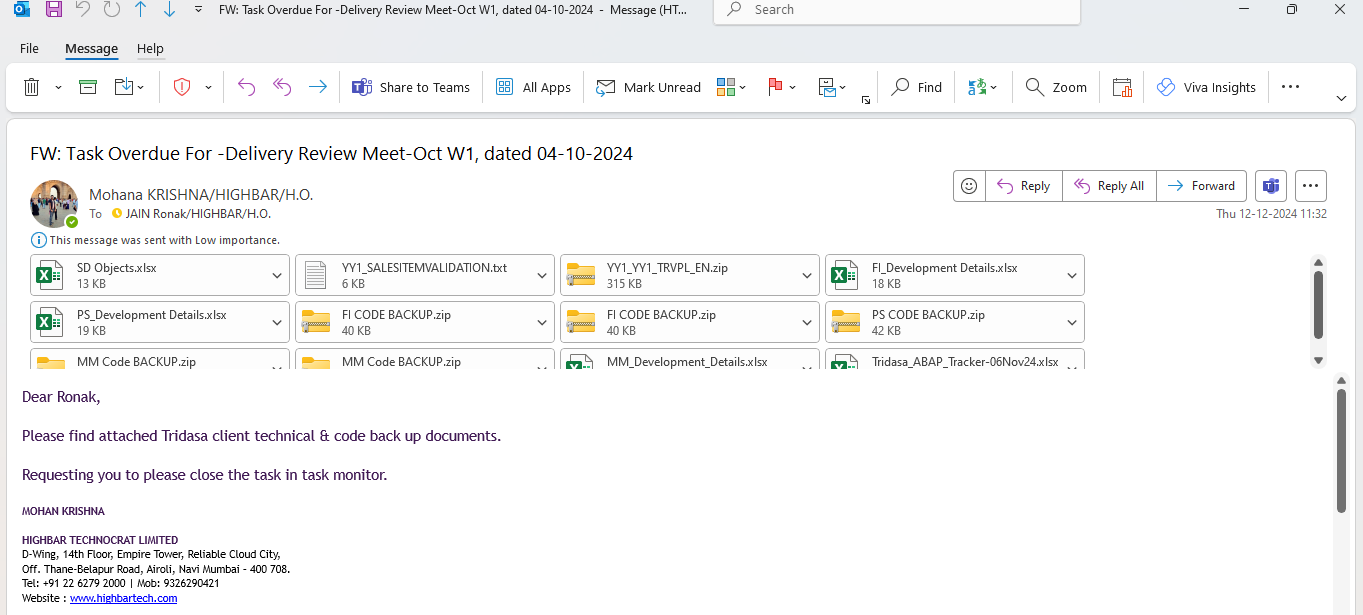 FW: Task Overdue For -Delivery Review Meet-Oct W1, dated 04-10-2024 - Message (HT...
Search
File Message Help
Share to Teams All Apps Mark Unread Find Zoom Viva Insights
FW: Task Overdue For -Delivery Review Meet-Oct W1, dated 04-10-2024
Mohana KRISHNA/HIGHBAR/H.O.
To JAIN Ronak/HIGHBAR/H.O.
Reply Reply All Forward
Thu 12-12-2024 11:32
This message was sent with Low importance.
SD Objects.xlsx
13 KB
YY1_SALESITEMVALIDATION.txt
6 KB
YY1_YY1_TRVPL_EN.zip
315 KB
FI_Development Details.xlsx
18 KB
PS_Development Details.xlsx
19 KB
FI CODE BACKUP.zip
40 KB
FI CODE BACKUP.zip
40 KB
PS CODE BACKUP.zip
42 KB
MM Code BACKUP.zip
MM Code BACKUP.zip
MM_Development_Details.xlsx
Tridasa_ABAP_Tracker-06Nov24.xlsx
Dear Ronak,
Please find attached Tridasa client technical & code back up documents.
Requesting you to please close the task in task monitor.
MOHAN KRISHNA
HIGHBAR TECHNOCRAT LIMITED
D-Wing, 14th Floor, Empire Tower, Reliable Cloud City,
Off. Thane-Belapur Road, Airoli, Navi Mumbai - 400 708.
Tel: +91 22 6279 2000 | Mob: 9326290421
Website : www.highbartech.com